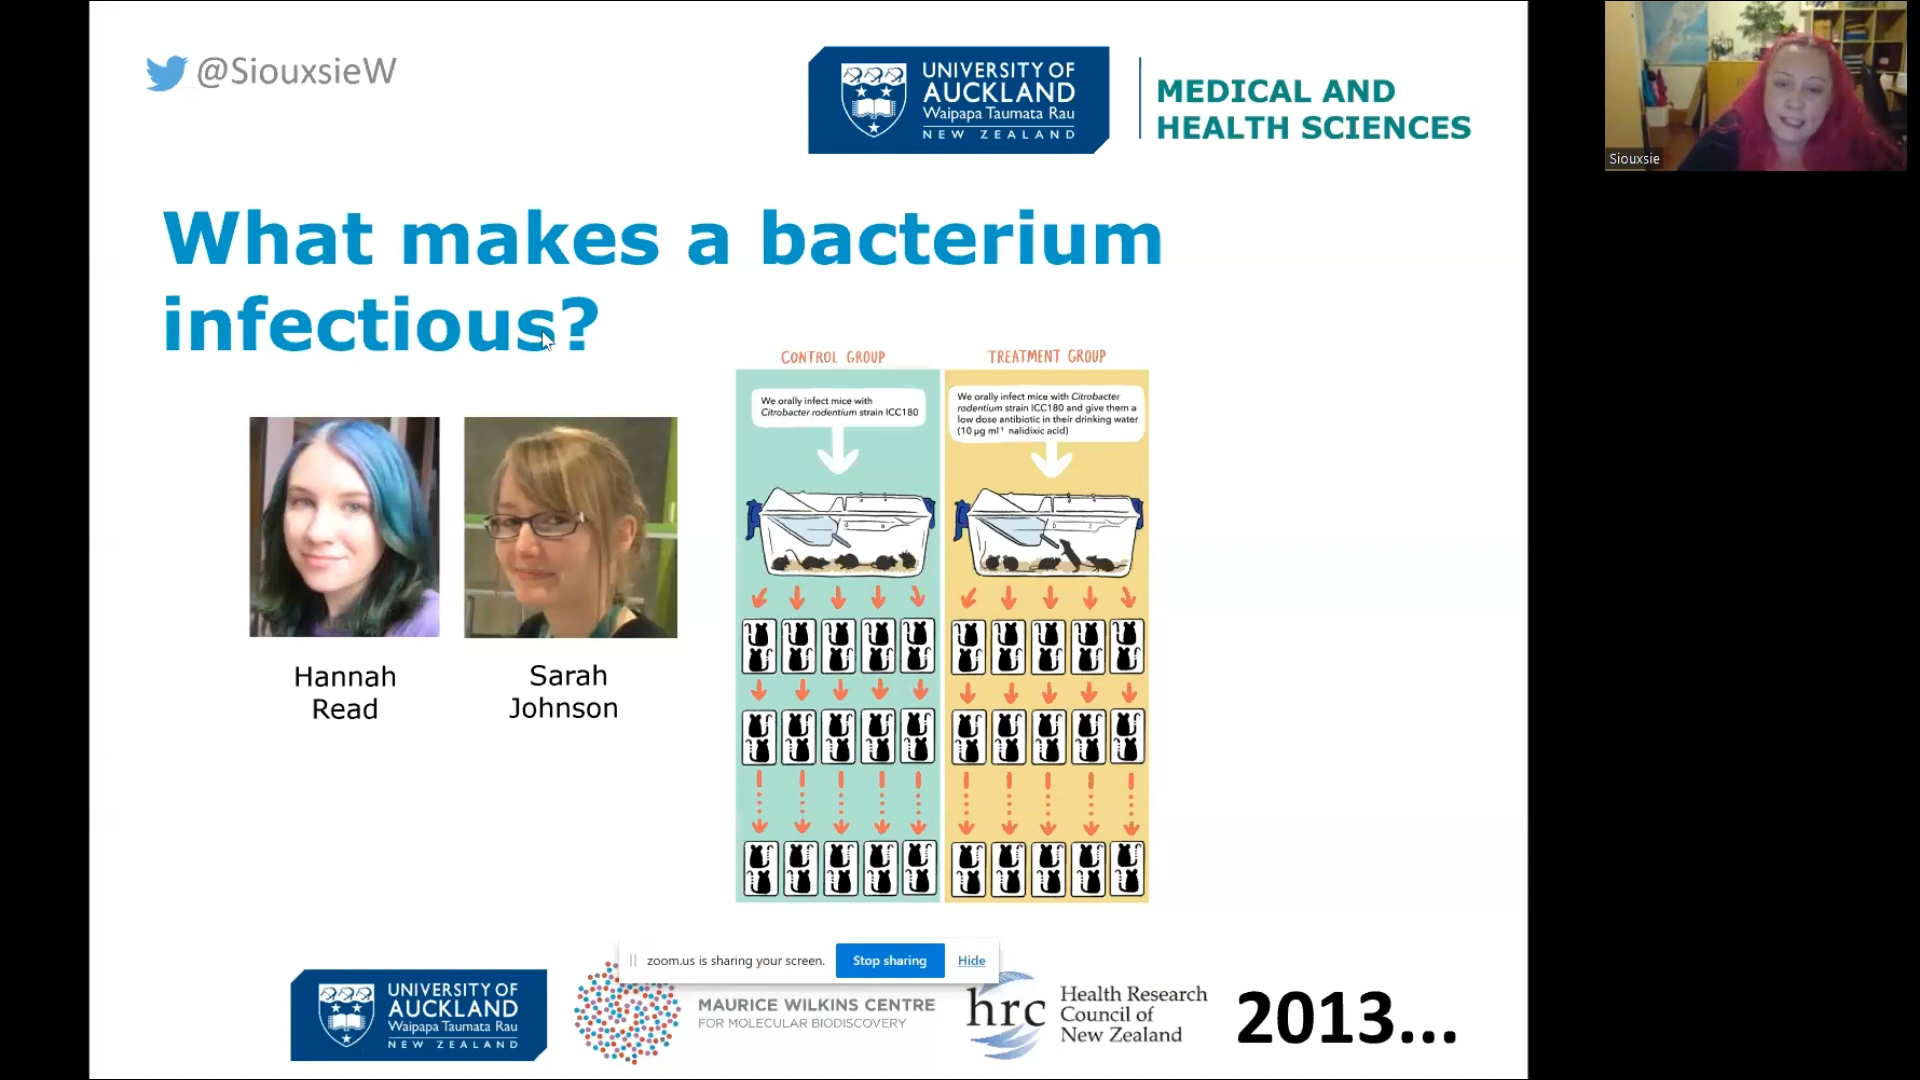 @SiouxsieW
UNIVERSITY OF
AUCKLAND
Waipapa Taumata Rau
NEW ZEALAND
MEDICAL AND
HEALTH SCIENCES
Siouxsie
What makes a bacterium
infectious?
CONTROL GROUP
TREATMENT GROUP
We orally infect mice with
Citrobacter rodentium strain ICC180
We orally infect mice with Citrobacter
rodentium strain ICC180 and give them a
low dose antibiotic in their drinking water
(10 µg ml⁻¹ nalidixic acid)
Hannah
Read
Sarah
Johnson
zoom.us is sharing your screen.
Stop sharing
Hide
UNIVERSITY OF
AUCKLAND
Waipapa Taumata Rau
NEW ZEALAND
MAURICE WILKINS CENTRE
FOR MOLECULAR BIODISCOVERY
hrc
Health Research
Council of
New Zealand
2013...